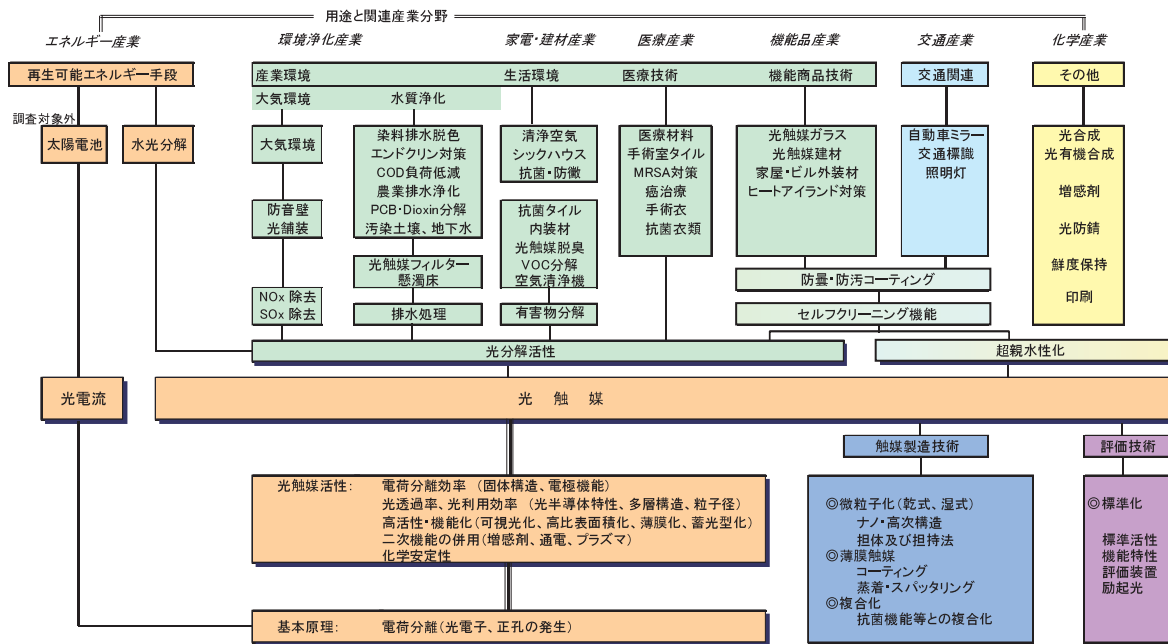 用途と関連産業分野
エネルギー産業
環境浄化産業
家電・建材産業
医療産業
機能品産業
交通産業
化学産業
再生可能エネルギー手段
産業環境
生活環境
医療技術
機能商品技術
交通関連
その他
大気環境
水質浄化
調査対象外
太陽電池
水光分解
大気環境
防音壁
光舗装
NOx 除去
SOx 除去
染料排水脱色
エンドクリン対策
COD負荷低減
農業排水浄化
PCB・Dioxin分解
汚染土壌、地下水
光触媒フィルター
懸濁床
排水処理
清浄空気
シックハウス
抗菌・防黴
抗菌タイル
内装材
光触媒脱臭
VOC分解
空気清浄機
有害物分解
医療材料
手術室タイル
MRSA対策
癌治療
手術衣
抗菌衣類
光触媒ガラス
光触媒建材
家屋・ビル外装材
ヒートアイランド対策
自動車ミラー
交通標識
照明灯
防曇・防汚コーティング
セルフクリーニング機能
光合成
光有機合成
増感剤
光防錆
鮮度保持
印刷
光分解活性
超親水性化
光電流
光 触 媒
触媒製造技術
評価技術
光触媒活性: 電荷分離効率 (固体構造、電極機能)
光透過率、光利用効率 (光半導体特性、多層構造、粒子径)
高活性・機能化(可視光化、高比表面積化、薄膜化、蓄光型化)
二次機能の併用(増感剤、通電、プラズマ)
化学安定性
◎微粒子化(乾式、湿式)
ナノ・高次構造
担体及び担持法
◎薄膜触媒
コーティング
蒸着・スパッタリング
◎複合化
抗菌機能等との複合化
◎標準化
標準活性
機能特性
評価装置
励起光
基本原理: 電荷分離(光電子、正孔の発生)